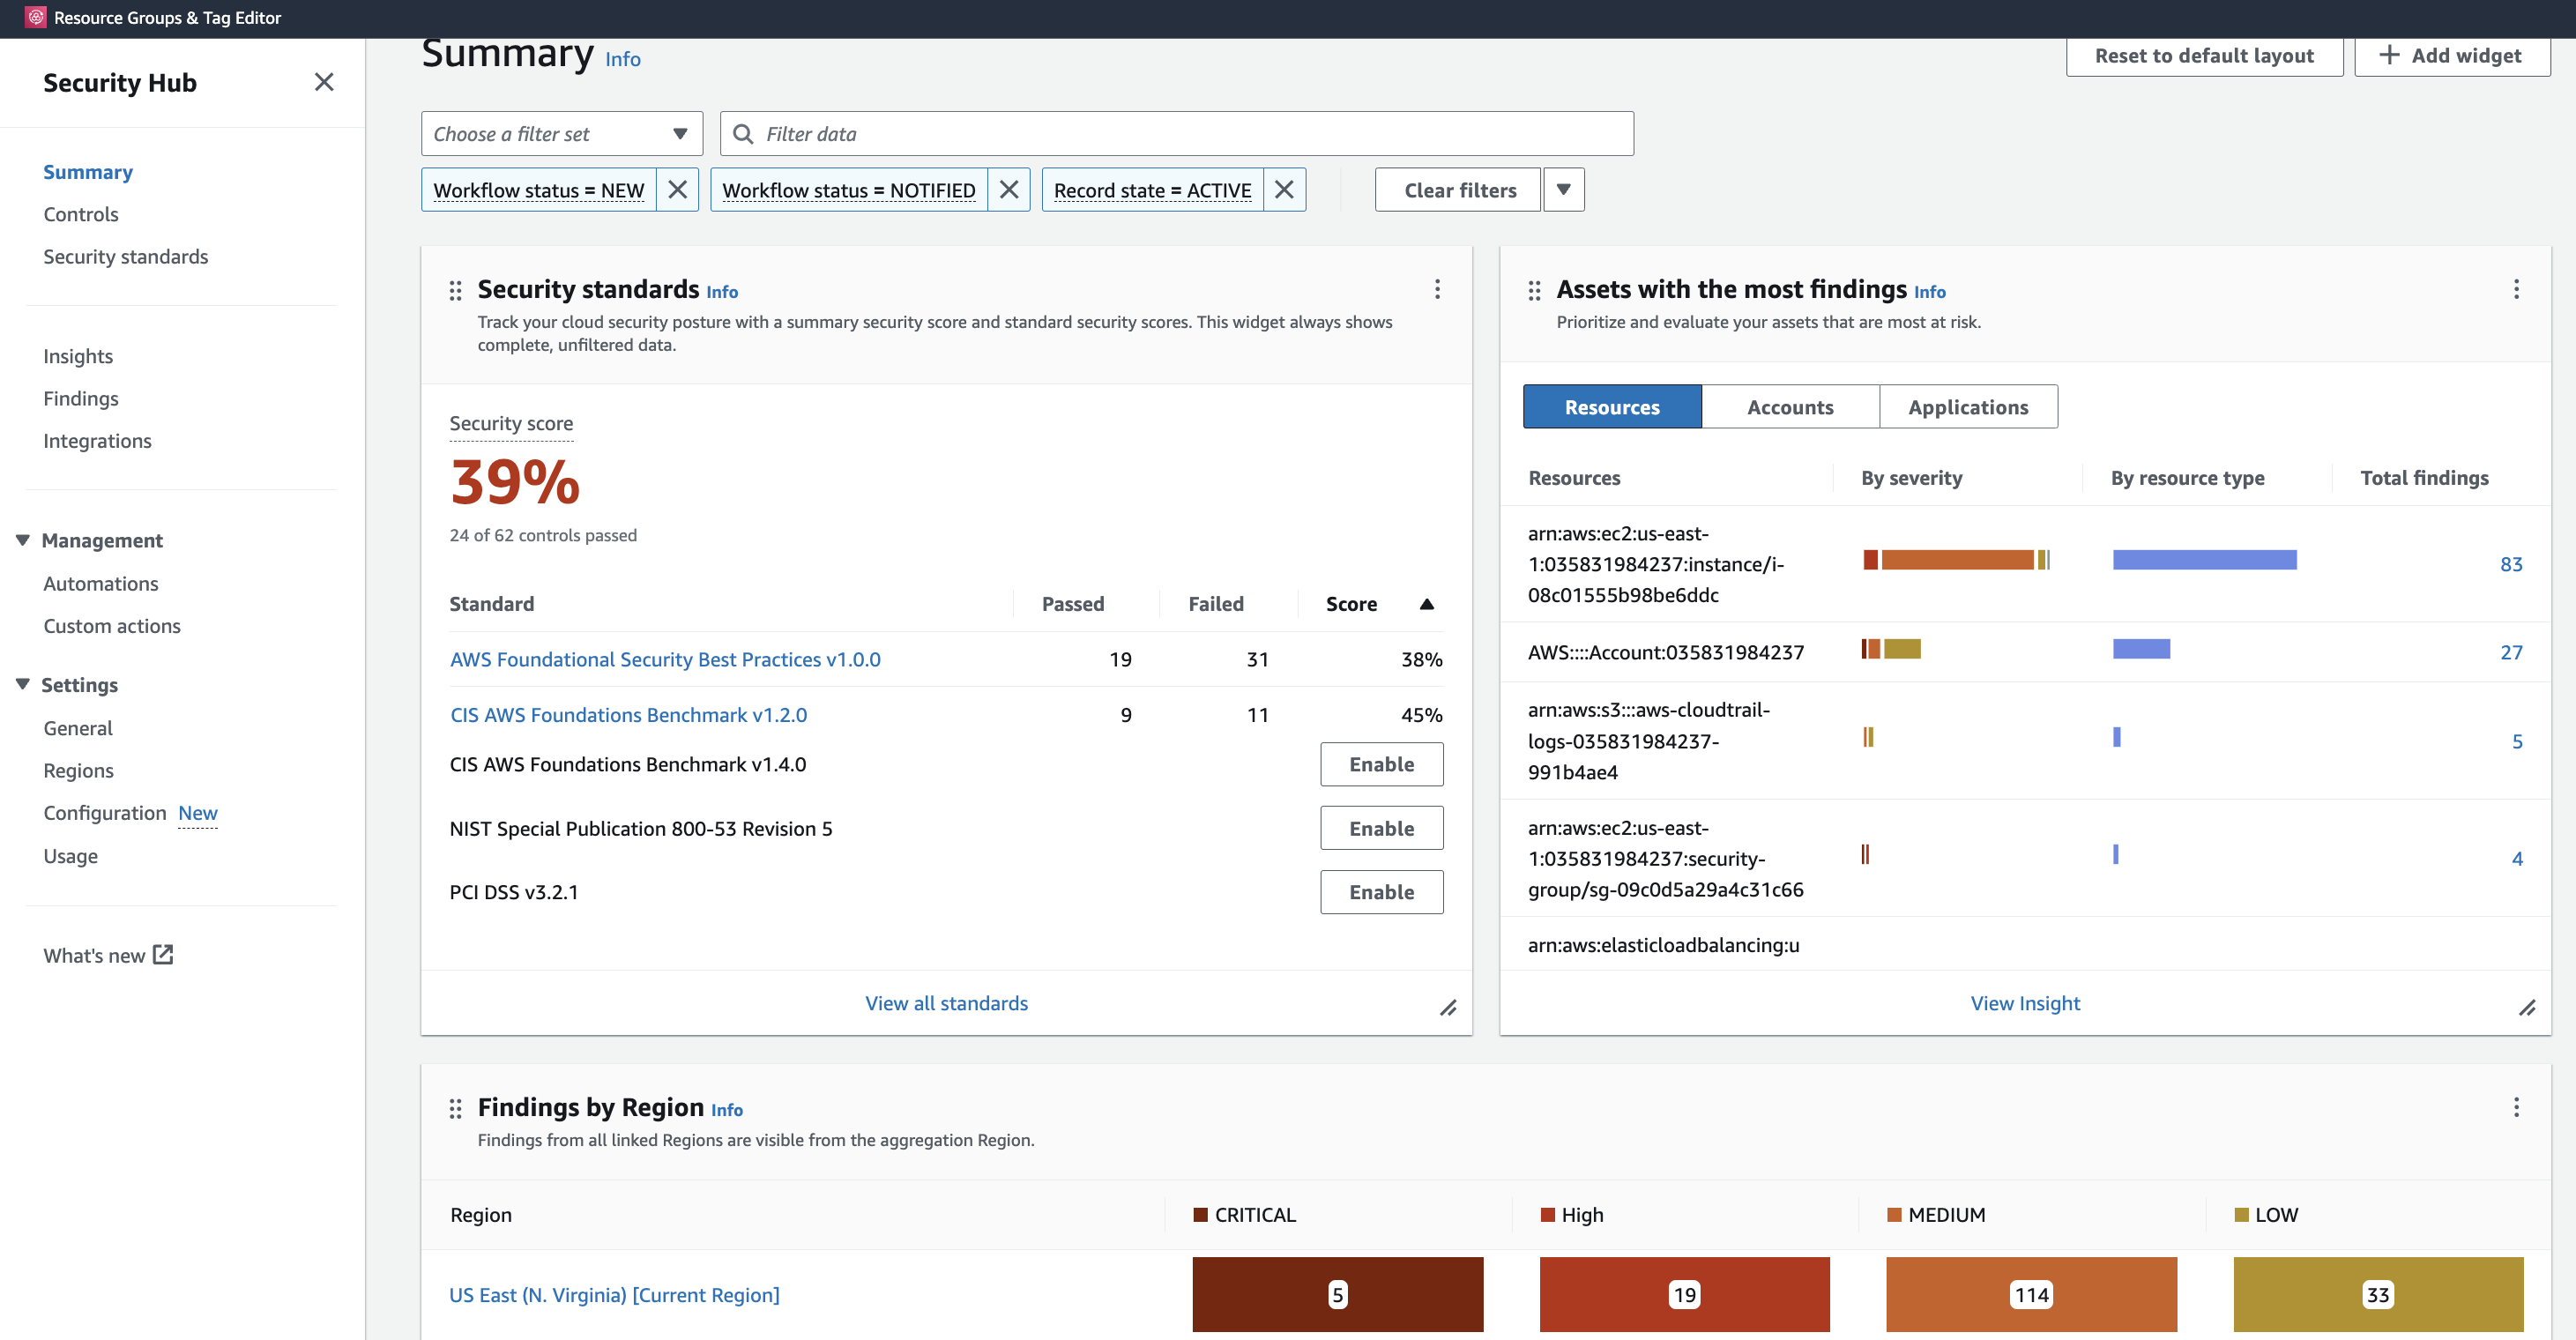 Resource Groups & Tag Editor
Security Hub
Summary
Controls
Security standards
Insights
Findings
Integrations
Management
Automations
Custom actions
Settings
General
Regions
Configuration New
Usage
What's new
Summary Info
Reset to default layout
Add widget
Choose a filter set
Filter data
Workflow status = NEW
Workflow status = NOTIFIED
Record state = ACTIVE
Clear filters
Security standards Info
Track your cloud security posture with a summary security score and standard security scores. This widget always shows
complete, unfiltered data.
Security score
39%
24 of 62 controls passed
Standard Passed Failed Score
AWS Foundational Security Best Practices v1.0.0 19 31 38%
CIS AWS Foundations Benchmark v1.2.0 9 11 45%
CIS AWS Foundations Benchmark v1.4.0 Enable
NIST Special Publication 800-53 Revision 5 Enable
PCI DSS v3.2.1 Enable
View all standards
Assets with the most findings Info
Prioritize and evaluate your assets that are most at risk.
Resources Accounts Applications
Resources By severity By resource type Total findings
arn:aws:ec2:us-east-
1:035831984237:instance/i- 83
08c01555b98be6ddc
AWS::::Account:035831984237 27
arn:aws:s3:::aws-cloudtrail-
logs-035831984237- 5
991b4ae4
arn:aws:ec2:us-east-
1:035831984237:security- 4
group/sg-09c0d5a29a4c31c66
arn:aws:elasticloadbalancing:u
View Insight
Findings by Region Info
Findings from all linked Regions are visible from the aggregation Region.
Region CRITICAL High MEDIUM LOW
US East (N. Virginia) [Current Region] 5 19 114 33